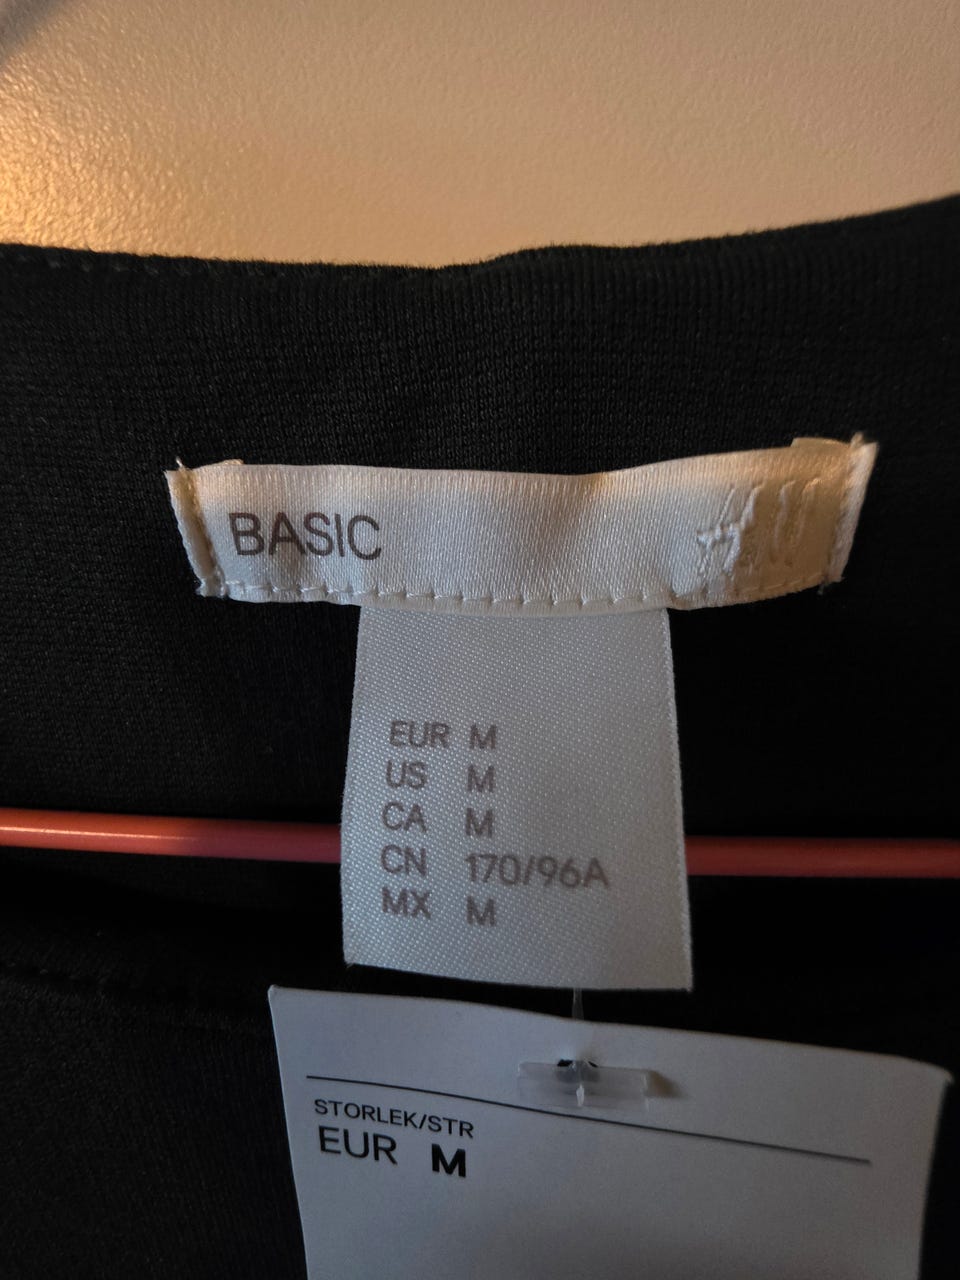 BASIC H&M
EUR M
US M
CA M
CN 170/96A
MX M
STORLEK/STR
EUR M